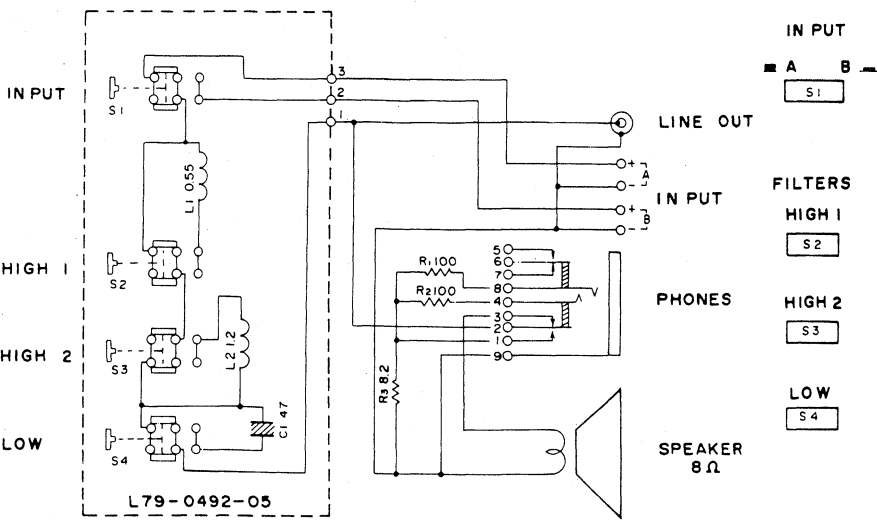 IN PUT
S1
3
2
1
L1 0.55
HIGH 1
S2
HIGH 2
S3
L2 1.2
LOW
S4
C1 47
L79-0492-05
LINE OUT
+
-
A
IN PUT
+
-
B
R1 100
R2 100
R3 8.2
5
6
7
8
4
3
2
1
9
PHONES
SPEAKER
8Ω
IN PUT
A B
S1
FILTERS
HIGH 1
S2
HIGH 2
S3
LOW
S4